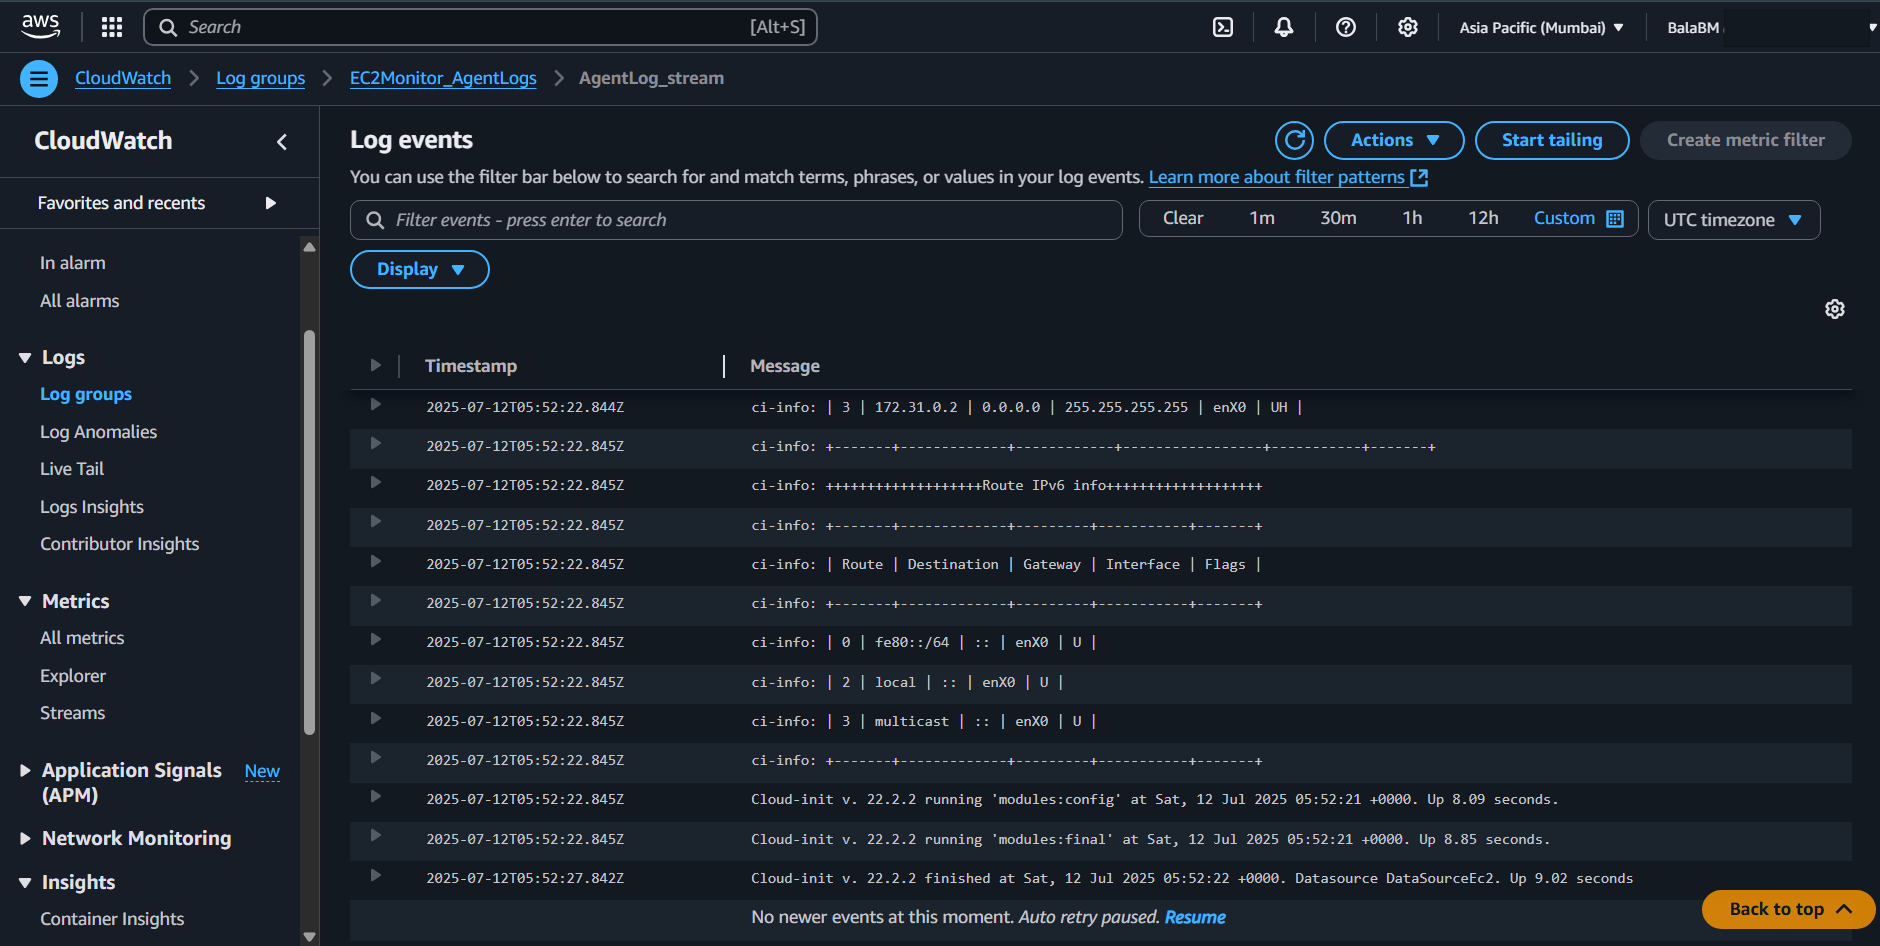 aws
Search [Alt+S]
Asia Pacific (Mumbai)
BalaBM
CloudWatch
Log groups
EC2Monitor_AgentLogs
AgentLog_stream
CloudWatch
Favorites and recents
In alarm
All alarms
Logs
Log groups
Log Anomalies
Live Tail
Logs Insights
Contributor Insights
Metrics
All metrics
Explorer
Streams
Application Signals New
(APM)
Network Monitoring
Insights
Container Insights
Log events
Actions
Start tailing
Create metric filter
You can use the filter bar below to search for and match terms, phrases, or values in your log events. Learn more about filter patterns
Filter events - press enter to search
Clear 1m 30m 1h 12h Custom
UTC timezone
Display
Timestamp Message
2025-07-12T05:52:22.844Z ci-info: | 3 | 172.31.0.2 | 0.0.0.0 | 255.255.255.255 | enX0 | UH |
2025-07-12T05:52:22.845Z ci-info: +-------+-------------+------------+-----------------+-----------+-------+
2025-07-12T05:52:22.845Z ci-info: +++++++++++++++++++Route IPv6 info+++++++++++++++++++
2025-07-12T05:52:22.845Z ci-info: +-------+-------------+---------+-----------+-------+
2025-07-12T05:52:22.845Z ci-info: | Route | Destination | Gateway | Interface | Flags |
2025-07-12T05:52:22.845Z ci-info: +-------+-------------+---------+-----------+-------+
2025-07-12T05:52:22.845Z ci-info: | 0 | fe80::/64 | :: | enX0 | U |
2025-07-12T05:52:22.845Z ci-info: | 2 | local | :: | enX0 | U |
2025-07-12T05:52:22.845Z ci-info: | 3 | multicast | :: | enX0 | U |
2025-07-12T05:52:22.845Z ci-info: +-------+-------------+---------+-----------+-------+
2025-07-12T05:52:22.845Z Cloud-init v. 22.2.2 running 'modules:config' at Sat, 12 Jul 2025 05:52:21 +0000. Up 8.09 seconds.
2025-07-12T05:52:22.845Z Cloud-init v. 22.2.2 running 'modules:final' at Sat, 12 Jul 2025 05:52:21 +0000. Up 8.85 seconds.
2025-07-12T05:52:27.842Z Cloud-init v. 22.2.2 finished at Sat, 12 Jul 2025 05:52:22 +0000. Datasource DataSourceEc2. Up 9.02 seconds
No newer events at this moment. Auto retry paused. Resume
Back to top